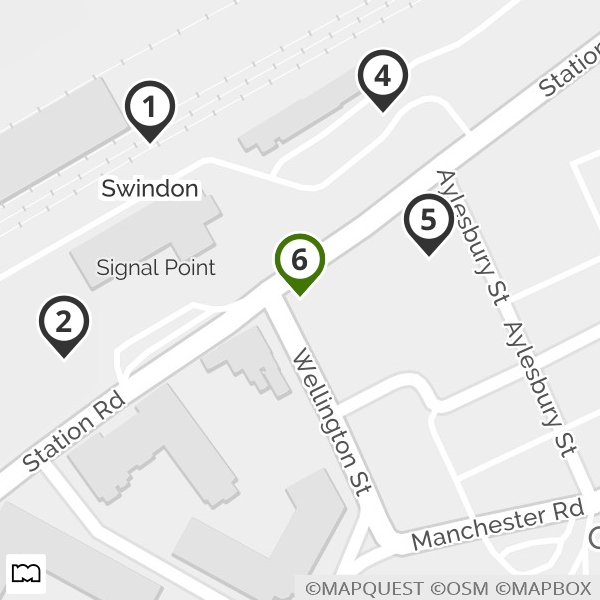 4
Station
1
Swindon
Aylesbury St
5
6
Signal Point
2
Aylesbury St
Wellington St
Station Rd
Manchester Rd
©MAPQUEST ©OSM ©MAPBOX